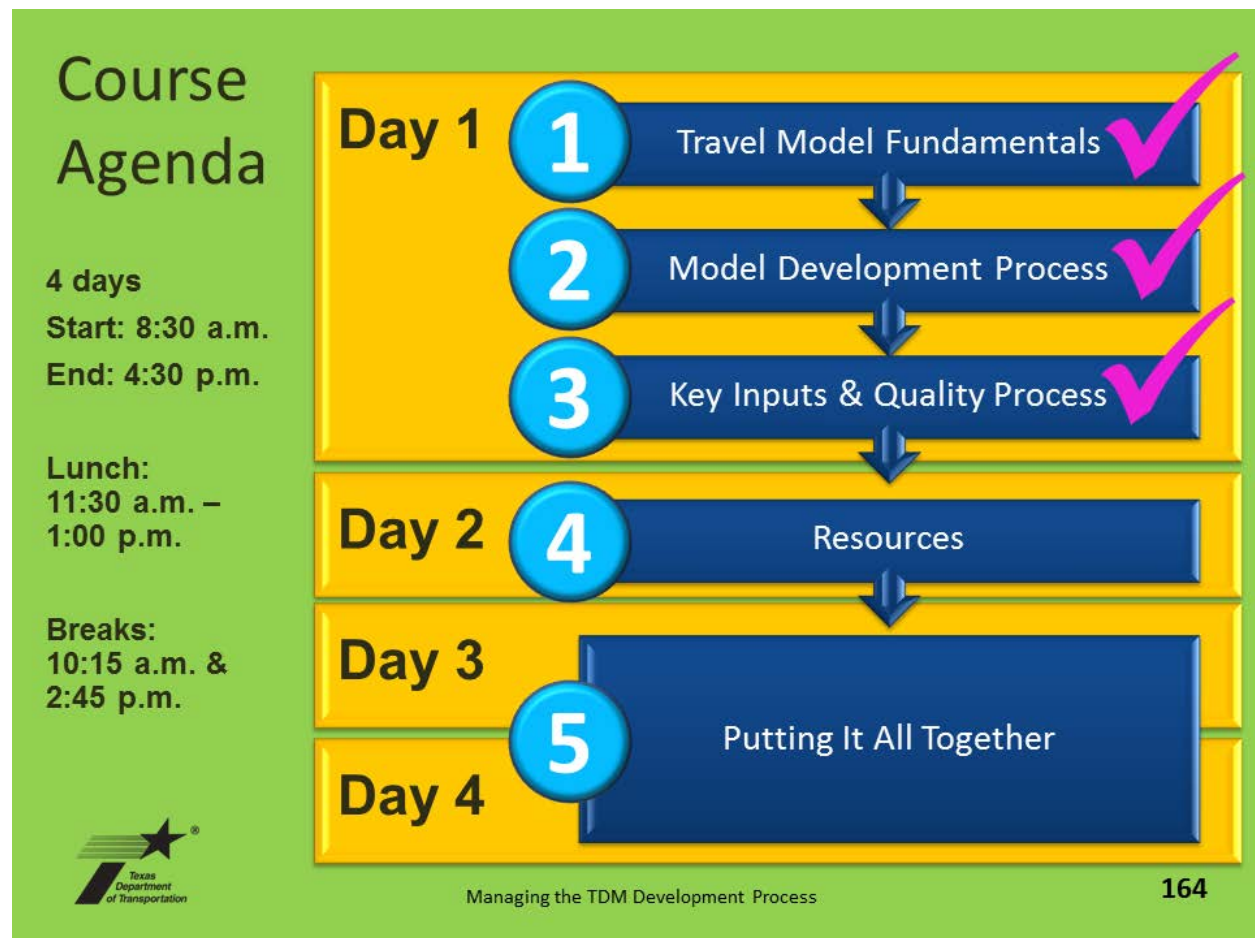 Course
Agenda
4 days
Start: 8:30 a.m.
End: 4:30 p.m.
Lunch:
11:30 a.m. –
1:00 p.m.
Breaks:
10:15 a.m. &
2:45 p.m.
Day 1
1
Travel Model Fundamentals
2
Model Development Process
3
Key Inputs & Quality Process
Day 2
4
Resources
Day 3
5
Putting It All Together
Day 4
®
Texas
Department
of Transportation
Managing the TDM Development Process
164